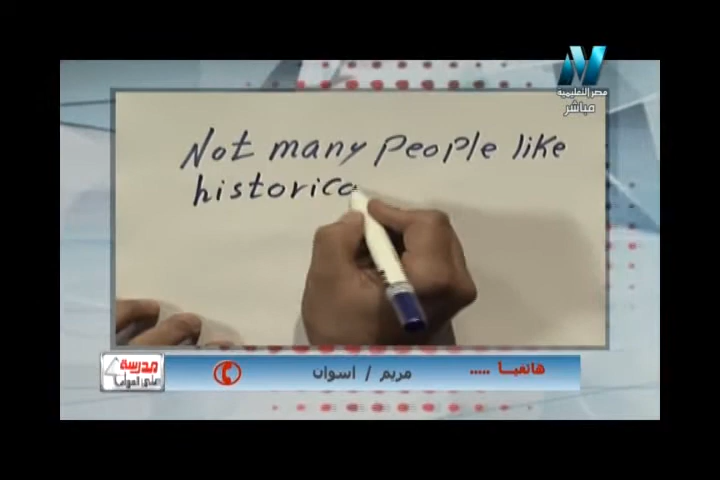 مصر التعليمية
مباشر
Not many people like
historica
هاتفيا .....
مريم / اسوان
مدرسة
على الهواء